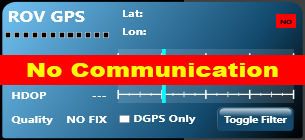 ROV GPS Lat: NO
Lon:
No Communication
HDOP ---
Quality NO FIX DGPS Only Toggle Filter